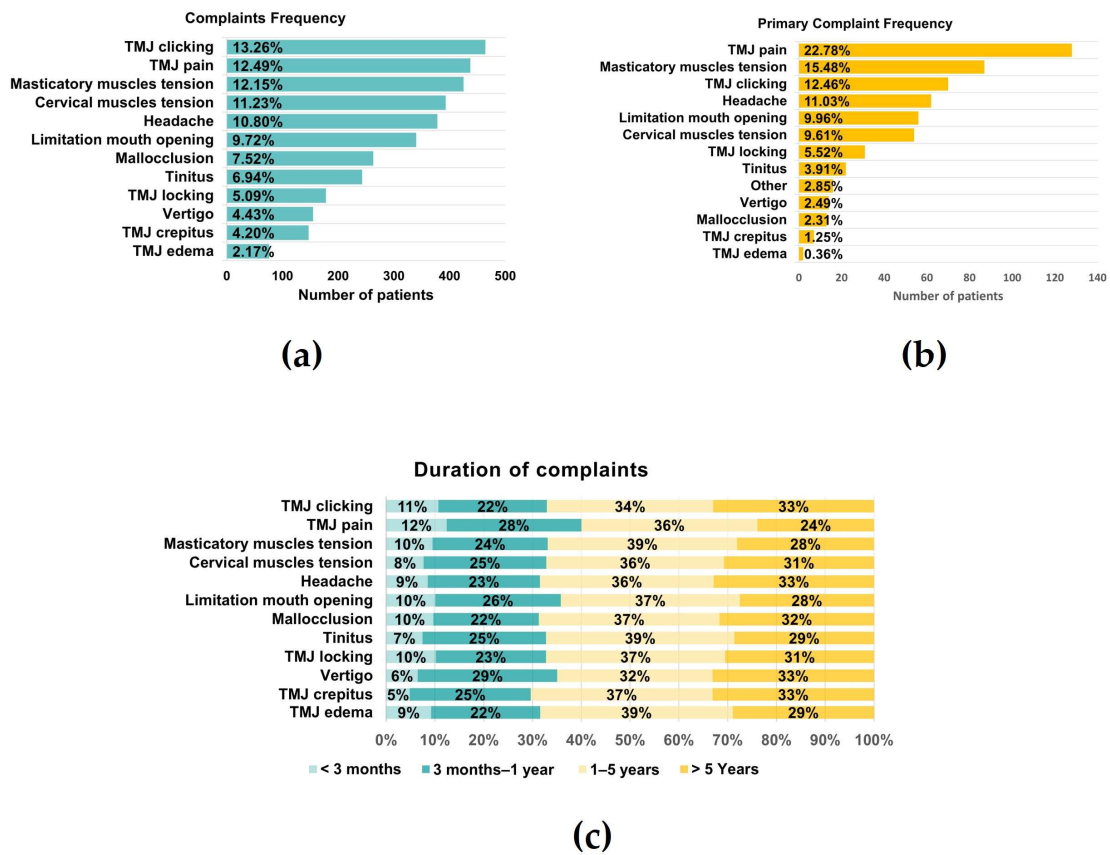 Complaints Frequency
TMJ clicking 13.26%
TMJ pain 12.49%
Masticatory muscles tension 12.15%
Cervical muscles tension 11.23%
Headache 10.80%
Limitation mouth opening 9.72%
Mallocclusion 7.52%
Tinitus 6.94%
TMJ locking 5.09%
Vertigo 4.43%
TMJ crepitus 4.20%
TMJ edema 2.17%
0 100 200 300 400 500
Number of patients
(a)
Primary Complaint Frequency
TMJ pain 22.78%
Masticatory muscles tension 15.48%
TMJ clicking 12.46%
Headache 11.03%
Limitation mouth opening 9.96%
Cervical muscles tension 9.61%
TMJ locking 5.52%
Tinitus 3.91%
Other 2.85%
Vertigo 2.49%
Mallocclusion 2.31%
TMJ crepitus 1.25%
TMJ edema 0.36%
0 20 40 60 80 100 120 140
Number of patients
(b)
Duration of complaints
TMJ clicking 11% 22% 34% 33%
TMJ pain 12% 28% 36% 24%
Masticatory muscles tension 10% 24% 39% 28%
Cervical muscles tension 8% 25% 36% 31%
Headache 9% 23% 36% 33%
Limitation mouth opening 10% 26% 37% 28%
Mallocclusion 10% 22% 37% 32%
Tinitus 7% 25% 39% 29%
TMJ locking 10% 23% 37% 31%
Vertigo 6% 29% 32% 33%
TMJ crepitus 5% 25% 37% 33%
TMJ edema 9% 22% 39% 29%
0% 10% 20% 30% 40% 50% 60% 70% 80% 90% 100%
< 3 months 3 months–1 year 1–5 years > 5 Years
(c)